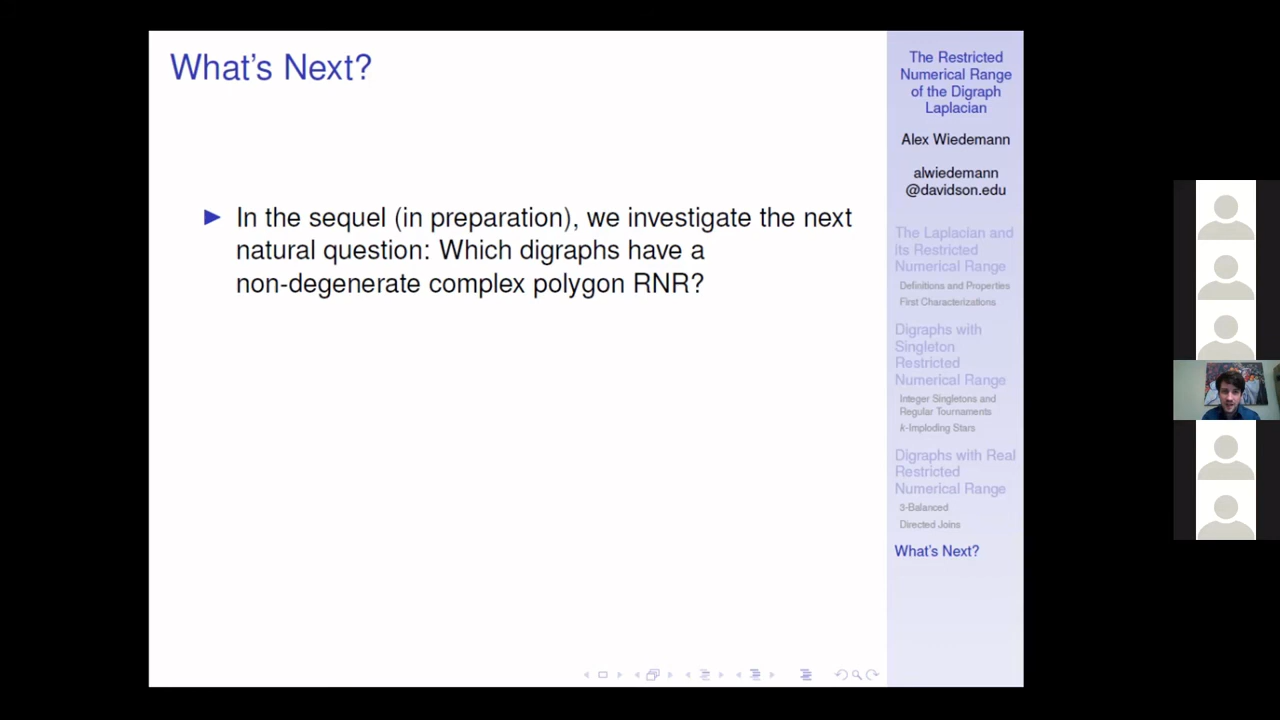 What's Next?
▶ In the sequel (in preparation), we investigate the next
natural question: Which digraphs have a
non-degenerate complex polygon RNR?
The Restricted
Numerical Range
of the Digraph
Laplacian
Alex Wiedemann
alwiedemann
@davidson.edu
The Laplacian and
its Restricted
Numerical Range
Definitions and Properties
First Characterizations
Digraphs with
Singleton
Restricted
Numerical Range
Integer Singletons and
Regular Tournaments
k-Imploding Stars
Digraphs with Real
Restricted
Numerical Range
3-Balanced
Directed Joins
What's Next?